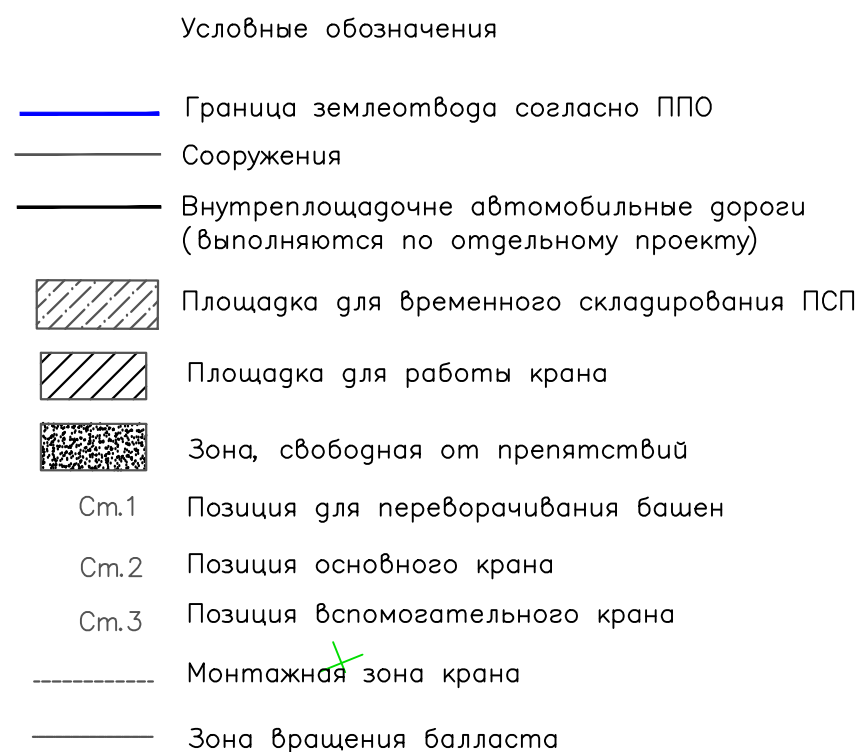 Условные обозначения
Граница землеотвода согласно ППО
Сооружения
Внутреплощадочне автомобильные дороги
(выполняются по отдельному проекту)
Площадка для временного складирования ПСП
Площадка для работы крана
Зона, свободная от препятствий
Ст.1 Позиция для переворачивания башен
Ст.2 Позиция основного крана
Ст.3 Позиция вспомогательного крана
Монтажная зона крана
Зона вращения балласта